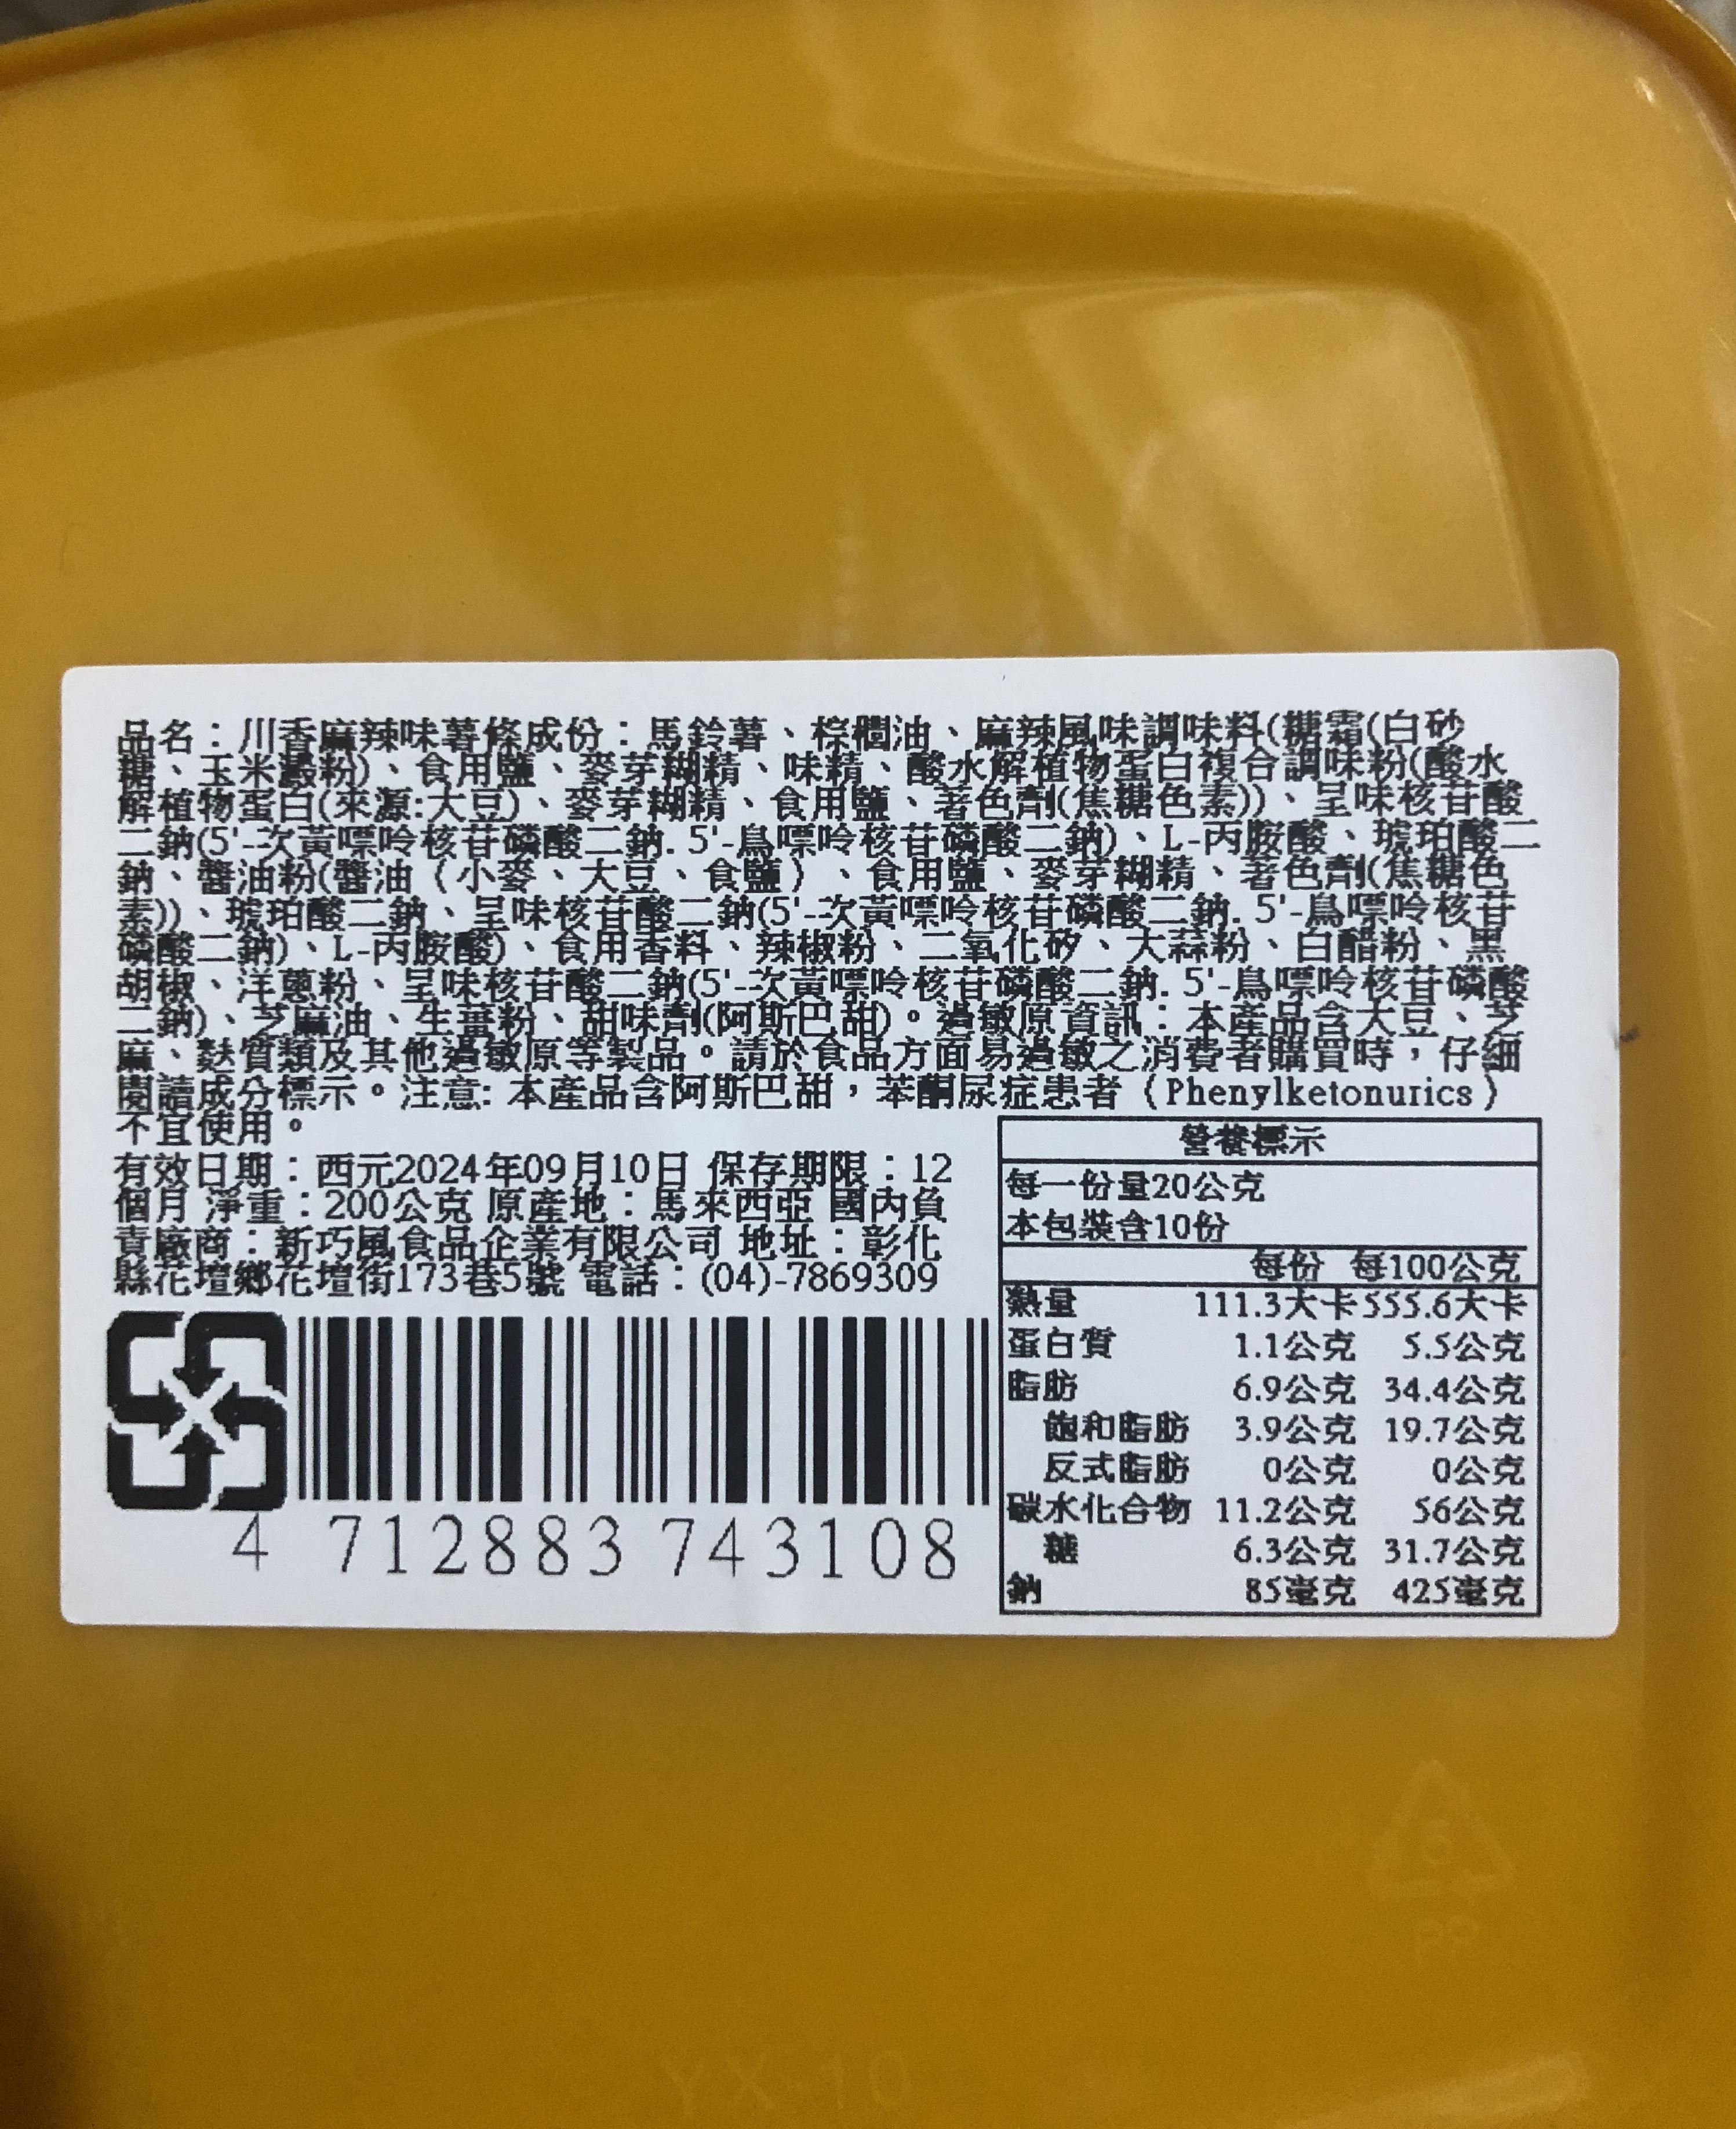 品名：川香麻辣味薯條成份：馬鈴薯、棕櫚油、麻辣風味調味料(糖霜(白砂
糖、玉米澱粉)、食用鹽、麥芽糊精、味精、酸水解植物蛋白複合調味粉(酸水
解植物蛋白(來源:大豆)、麥芽糊精、食用鹽、著色劑(焦糖色素))、呈味核苷酸
二鈉(5'-次黃嘌呤核苷磷酸二鈉. 5'-鳥嘌呤核苷磷酸二鈉)、L-丙胺酸、琥珀酸二
鈉、醬油粉(醬油（小麥、大豆、食鹽）、食用鹽、麥芽糊精、著色劑(焦糖色
素))、琥珀酸二鈉、呈味核苷酸二鈉(5'-次黃嘌呤核苷磷酸二鈉. 5'-鳥嘌呤核苷
磷酸二鈉)、L-丙胺酸)、食用香料、辣椒粉、二氧化矽、大蒜粉、白醋粉、黑
胡椒、洋蔥粉、呈味核苷酸二鈉(5'-次黃嘌呤核苷磷酸二鈉. 5'-鳥嘌呤核苷磷酸
二鈉)、芝麻油、生薑粉、甜味劑(阿斯巴甜)。過敏原資訊：本產品含大豆、芝
麻、麩質類及其他過敏原等製品。請於食品方面易過敏之消費者購買時，仔細
閱讀成分標示。注意: 本產品含阿斯巴甜，苯酮尿症患者（Phenylketonurics）
不宜使用。
有效日期：西元2024年09月10日 保存期限：12
個月 淨重：200公克 原產地：馬來西亞 國內負
責廠商：新巧風食品企業有限公司 地址：彰化
縣花壇鄉花壇街173巷5號 電話：(04)-7869309
4 712883 743108
營養標示
每一份量20公克
本包裝含10份
每份 每100公克
熱量 111.3大卡 555.6大卡
蛋白質 1.1公克 5.5公克
脂肪 6.9公克 34.4公克
飽和脂肪 3.9公克 19.7公克
反式脂肪 0公克 0公克
碳水化合物 11.2公克 56公克
糖 6.3公克 31.7公克
鈉 85毫克 425毫克
PP
YX-10